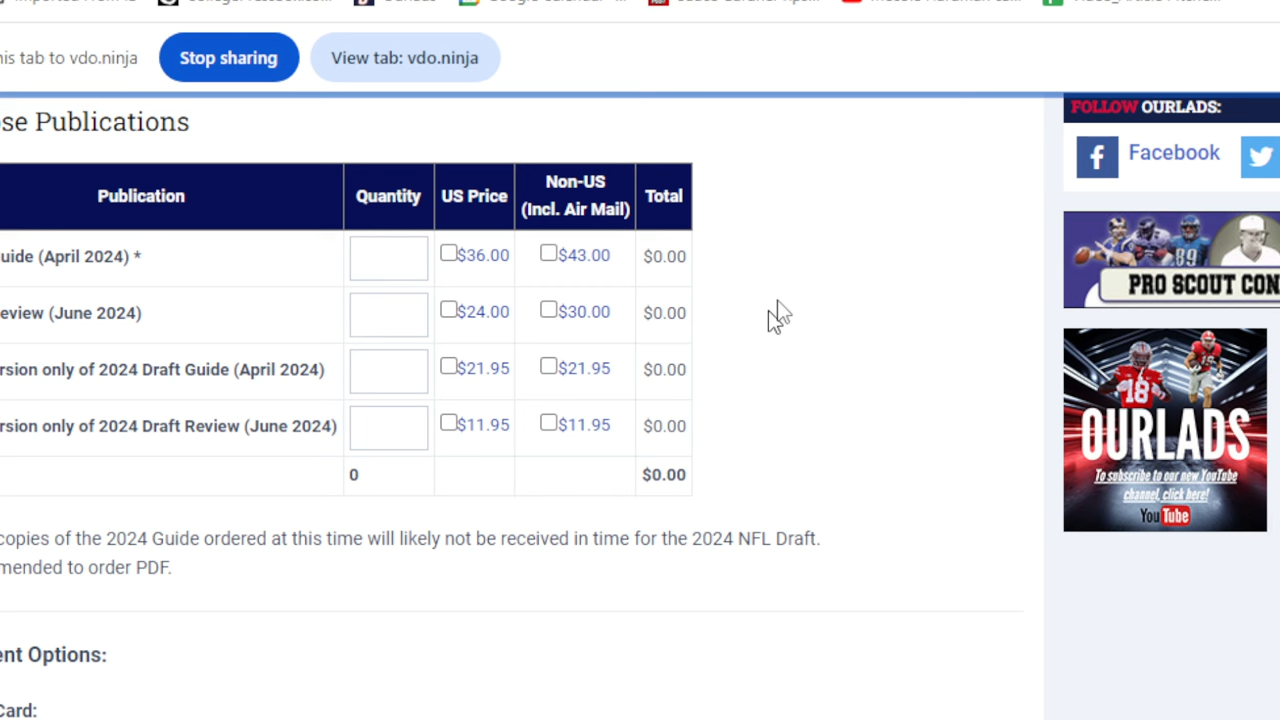 his tab to vdo.ninja
Stop sharing
View tab: vdo.ninja
FOLLOW OURLADS:
se Publications
Facebook
Publication Quantity US Price Non-US (Incl. Air Mail) Total
uide (April 2024) * $36.00 $43.00 $0.00
eview (June 2024) $24.00 $30.00 $0.00
rsion only of 2024 Draft Guide (April 2024) $21.95 $21.95 $0.00
rsion only of 2024 Draft Review (June 2024) $11.95 $11.95 $0.00
0 $0.00
89
PRO SCOUT CON
18
OURLADS
To subscribe to our new YouTube
channel, click here!
YouTube
copies of the 2024 Guide ordered at this time will likely not be received in time for the 2024 NFL Draft.
mended to order PDF.
ent Options:
Card: